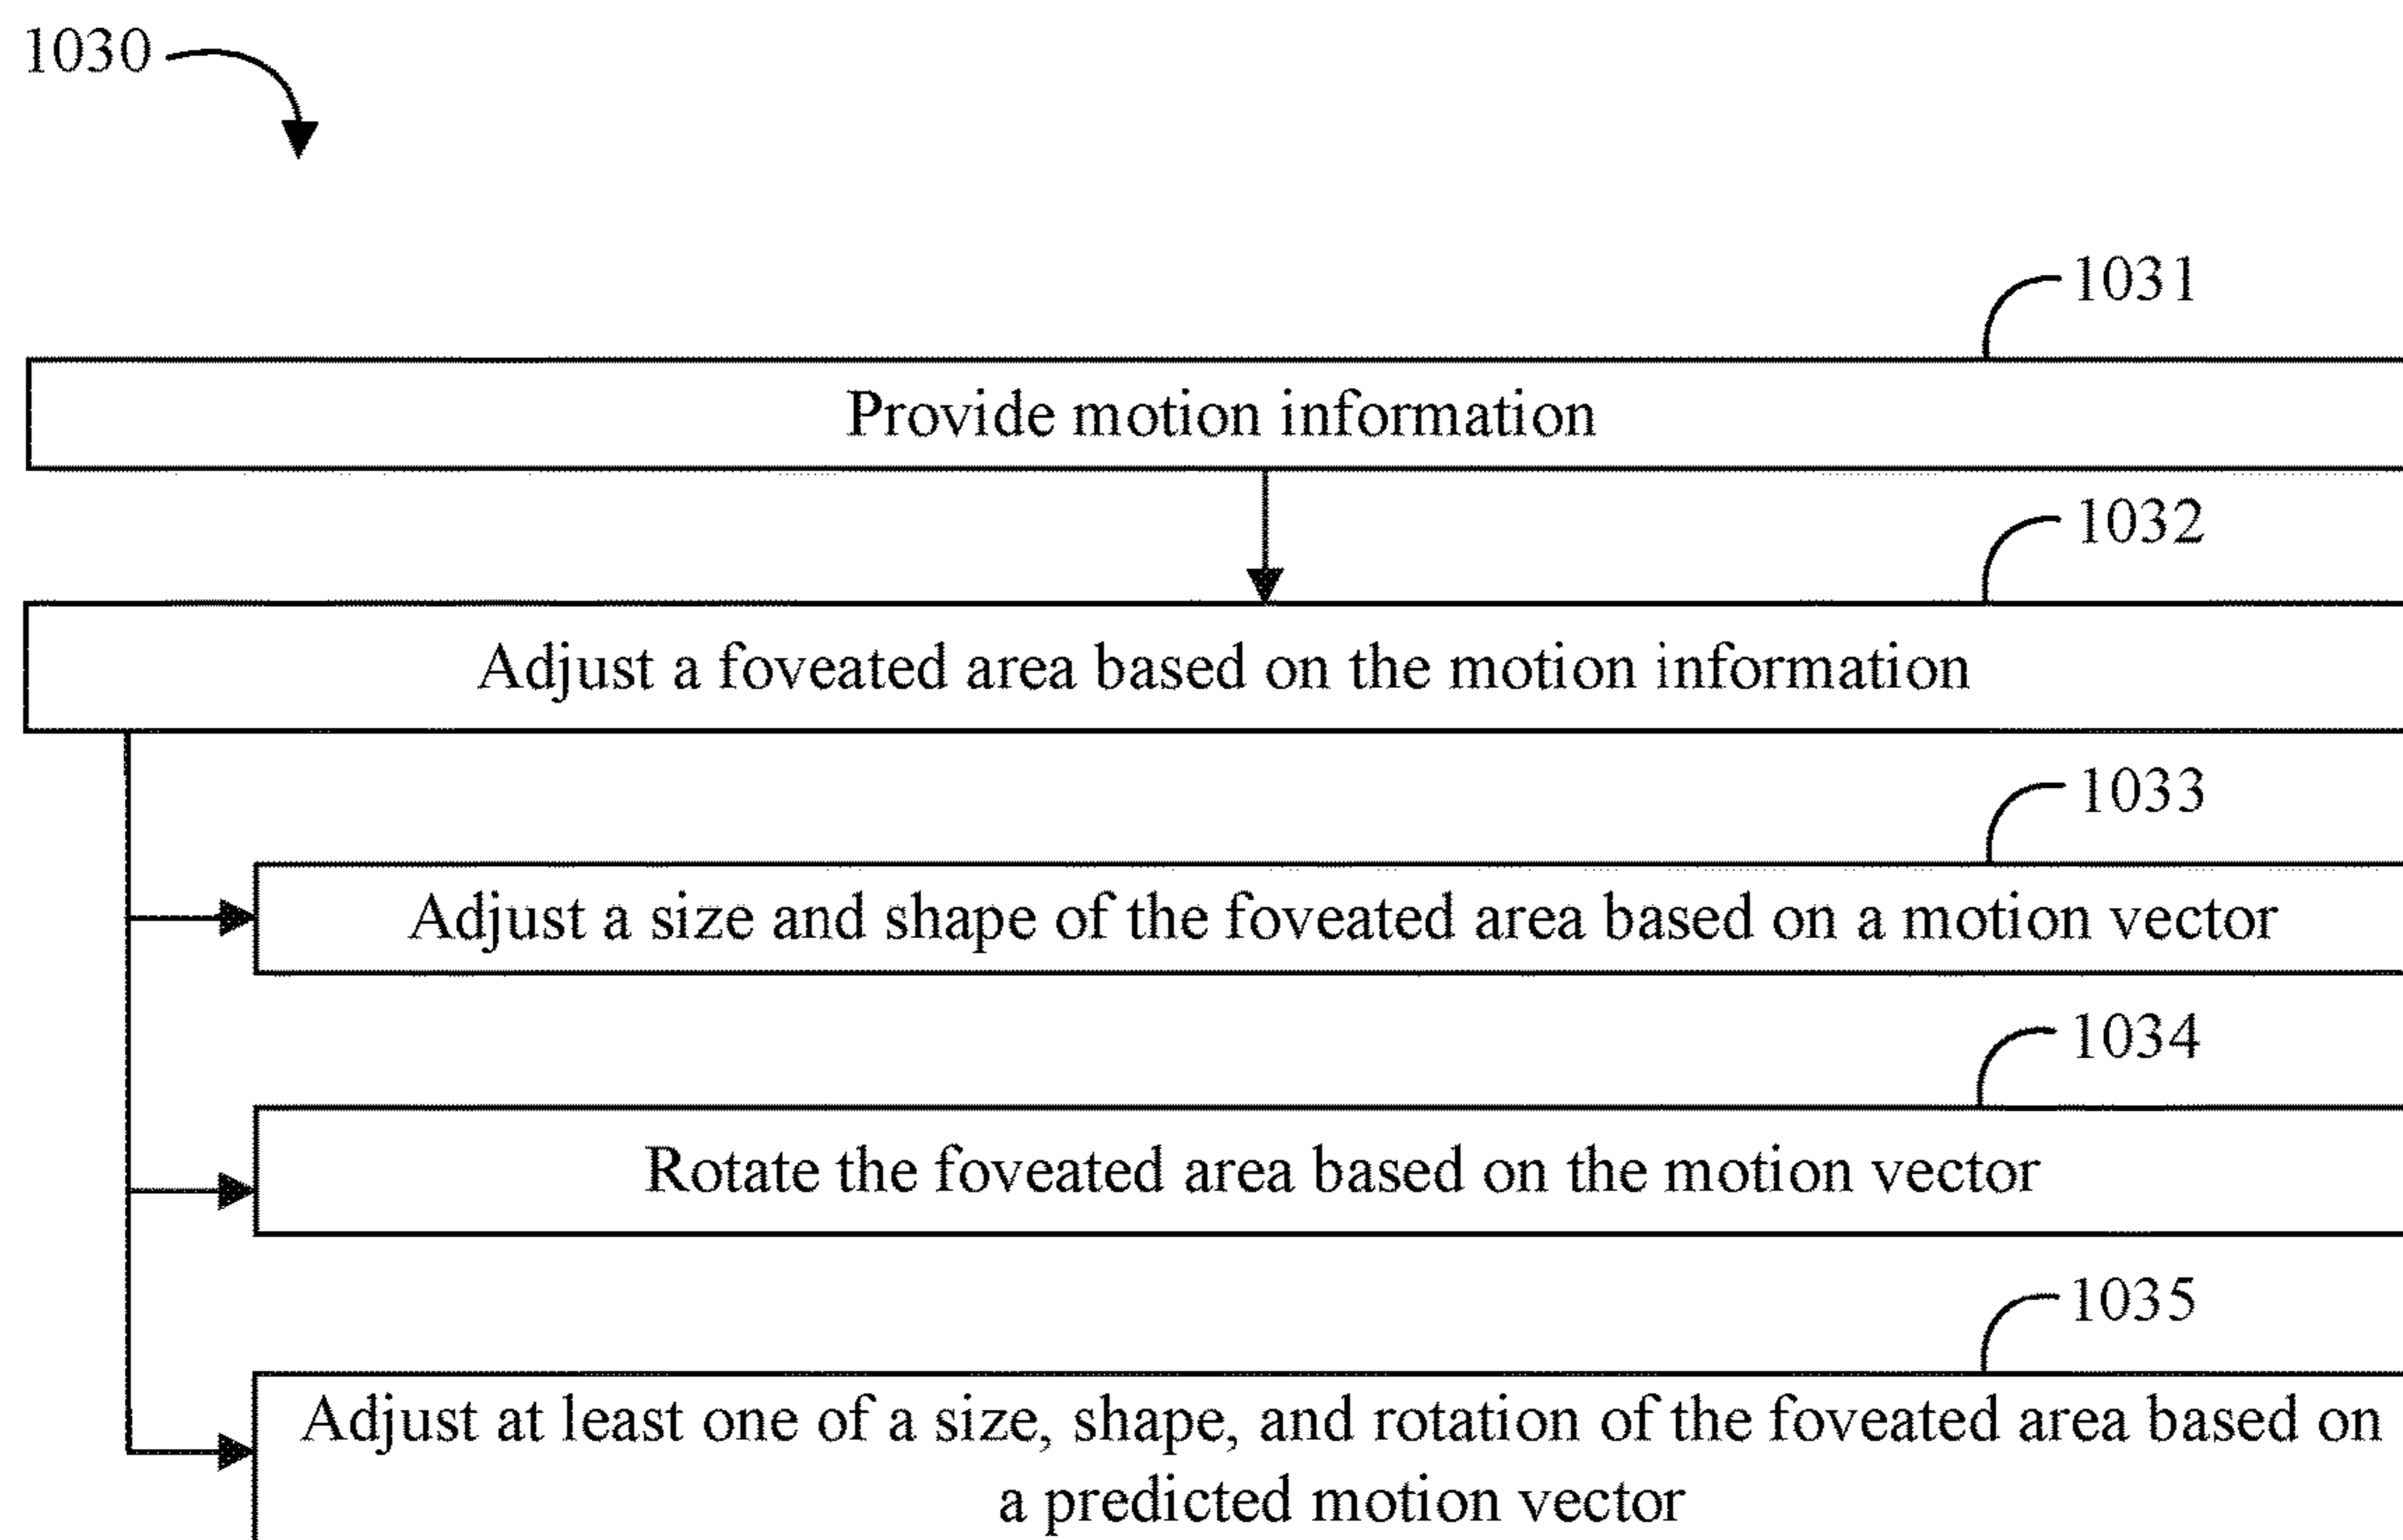 1030
1031
Provide motion information
1032
Adjust a foveated area based on the motion information
1033
Adjust a size and shape of the foveated area based on a motion vector
1034
Rotate the foveated area based on the motion vector
1035
Adjust at least one of a size, shape, and rotation of the foveated area based on
a predicted motion vector